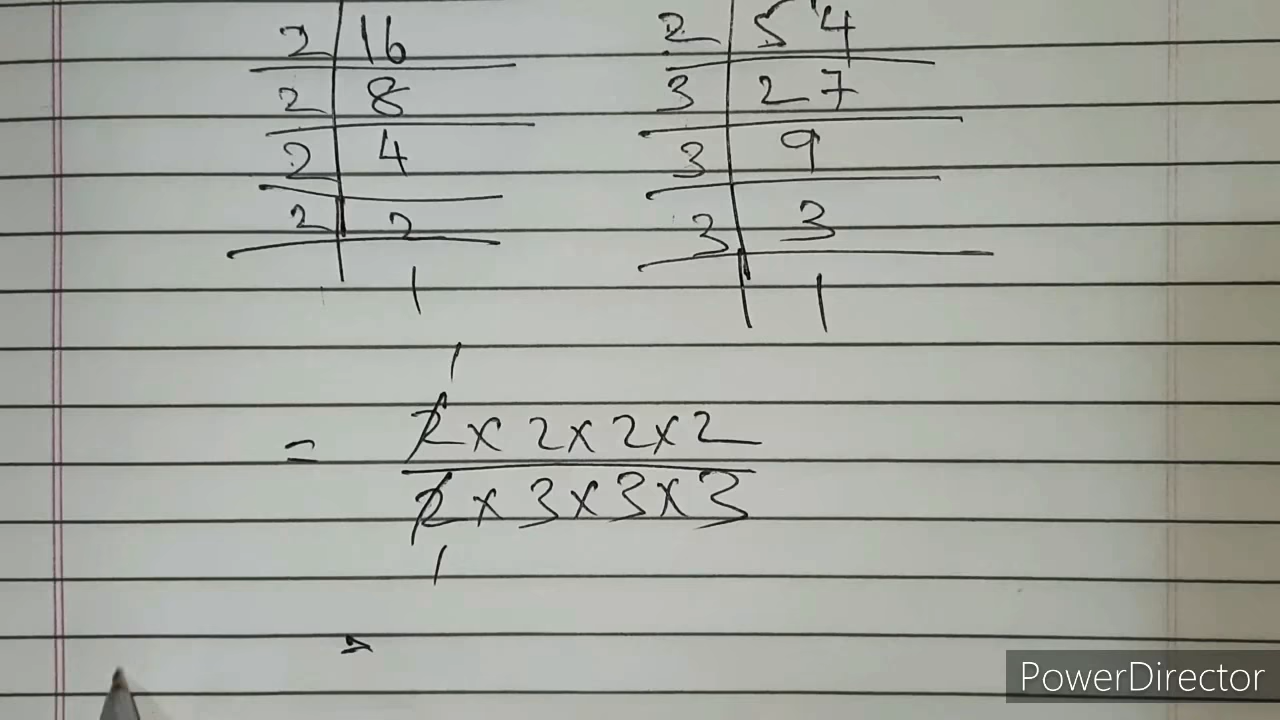 2 | 16    2 | 54
2 | 8    3 | 27
2 | 4    3 | 9
2 | 2    3 | 3
1    1
1
= 2 × 2 × 2 × 2
2 × 3 × 3 × 3
1
=
PowerDirector